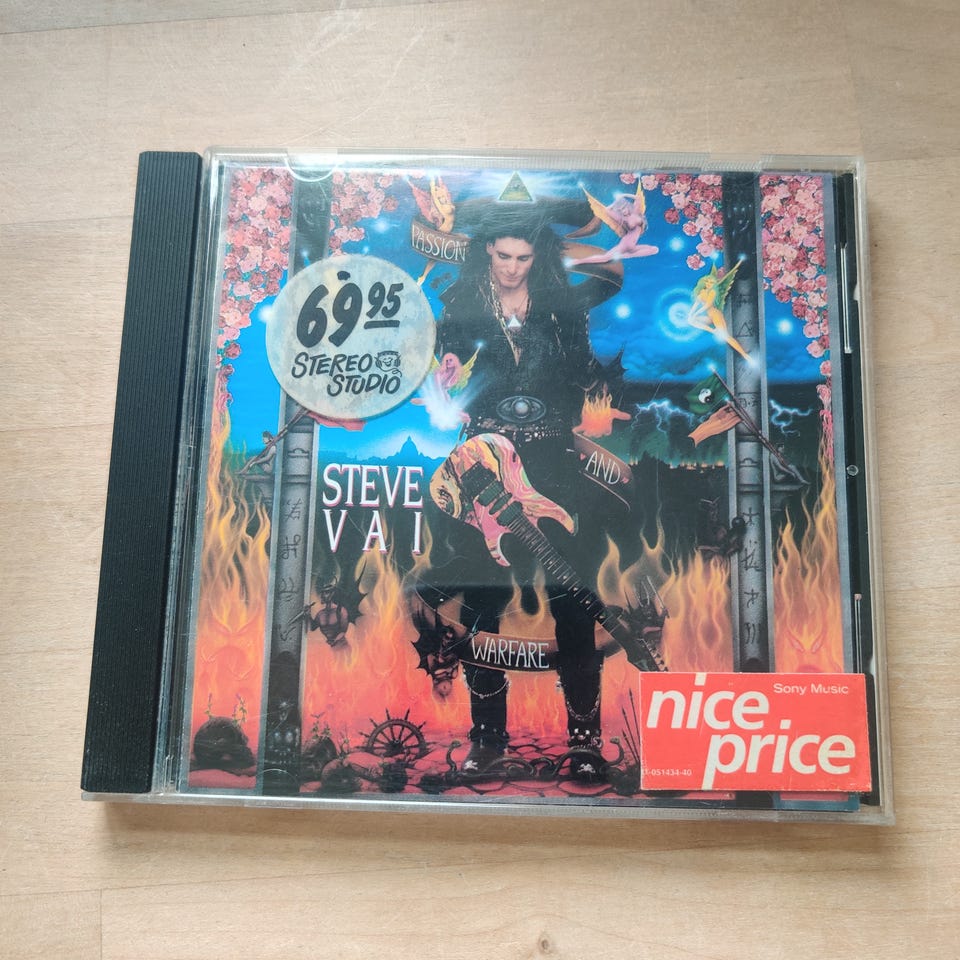 PASSION
69 95
STEREO
STUDIO
STEVE
VAI
AND
WARFARE
Sony Music
nice
price